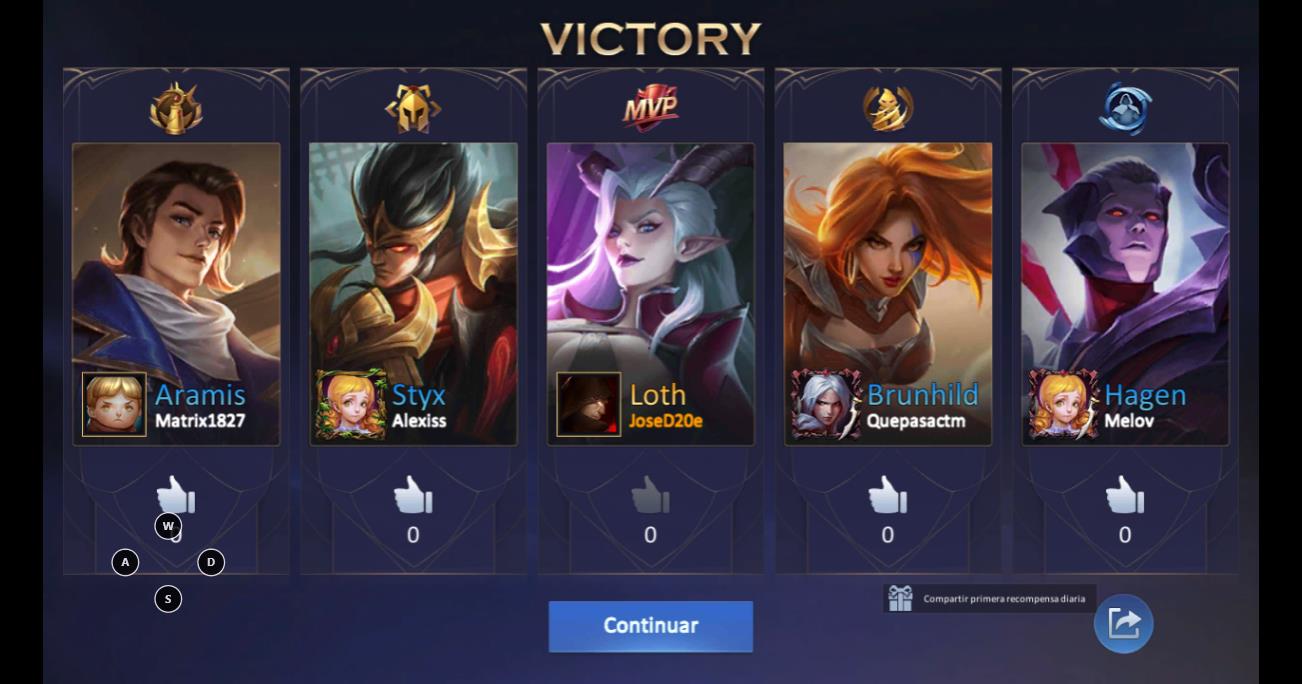 VICTORY
MVP
Aramis
Matrix1827
Styx
Alexiss
Loth
JoseD20e
Brunhild
Quepasactm
Hagen
Melov
W
0
0
0
0
0
A
D
S
Compartir primera recompensa diaria
Continuar